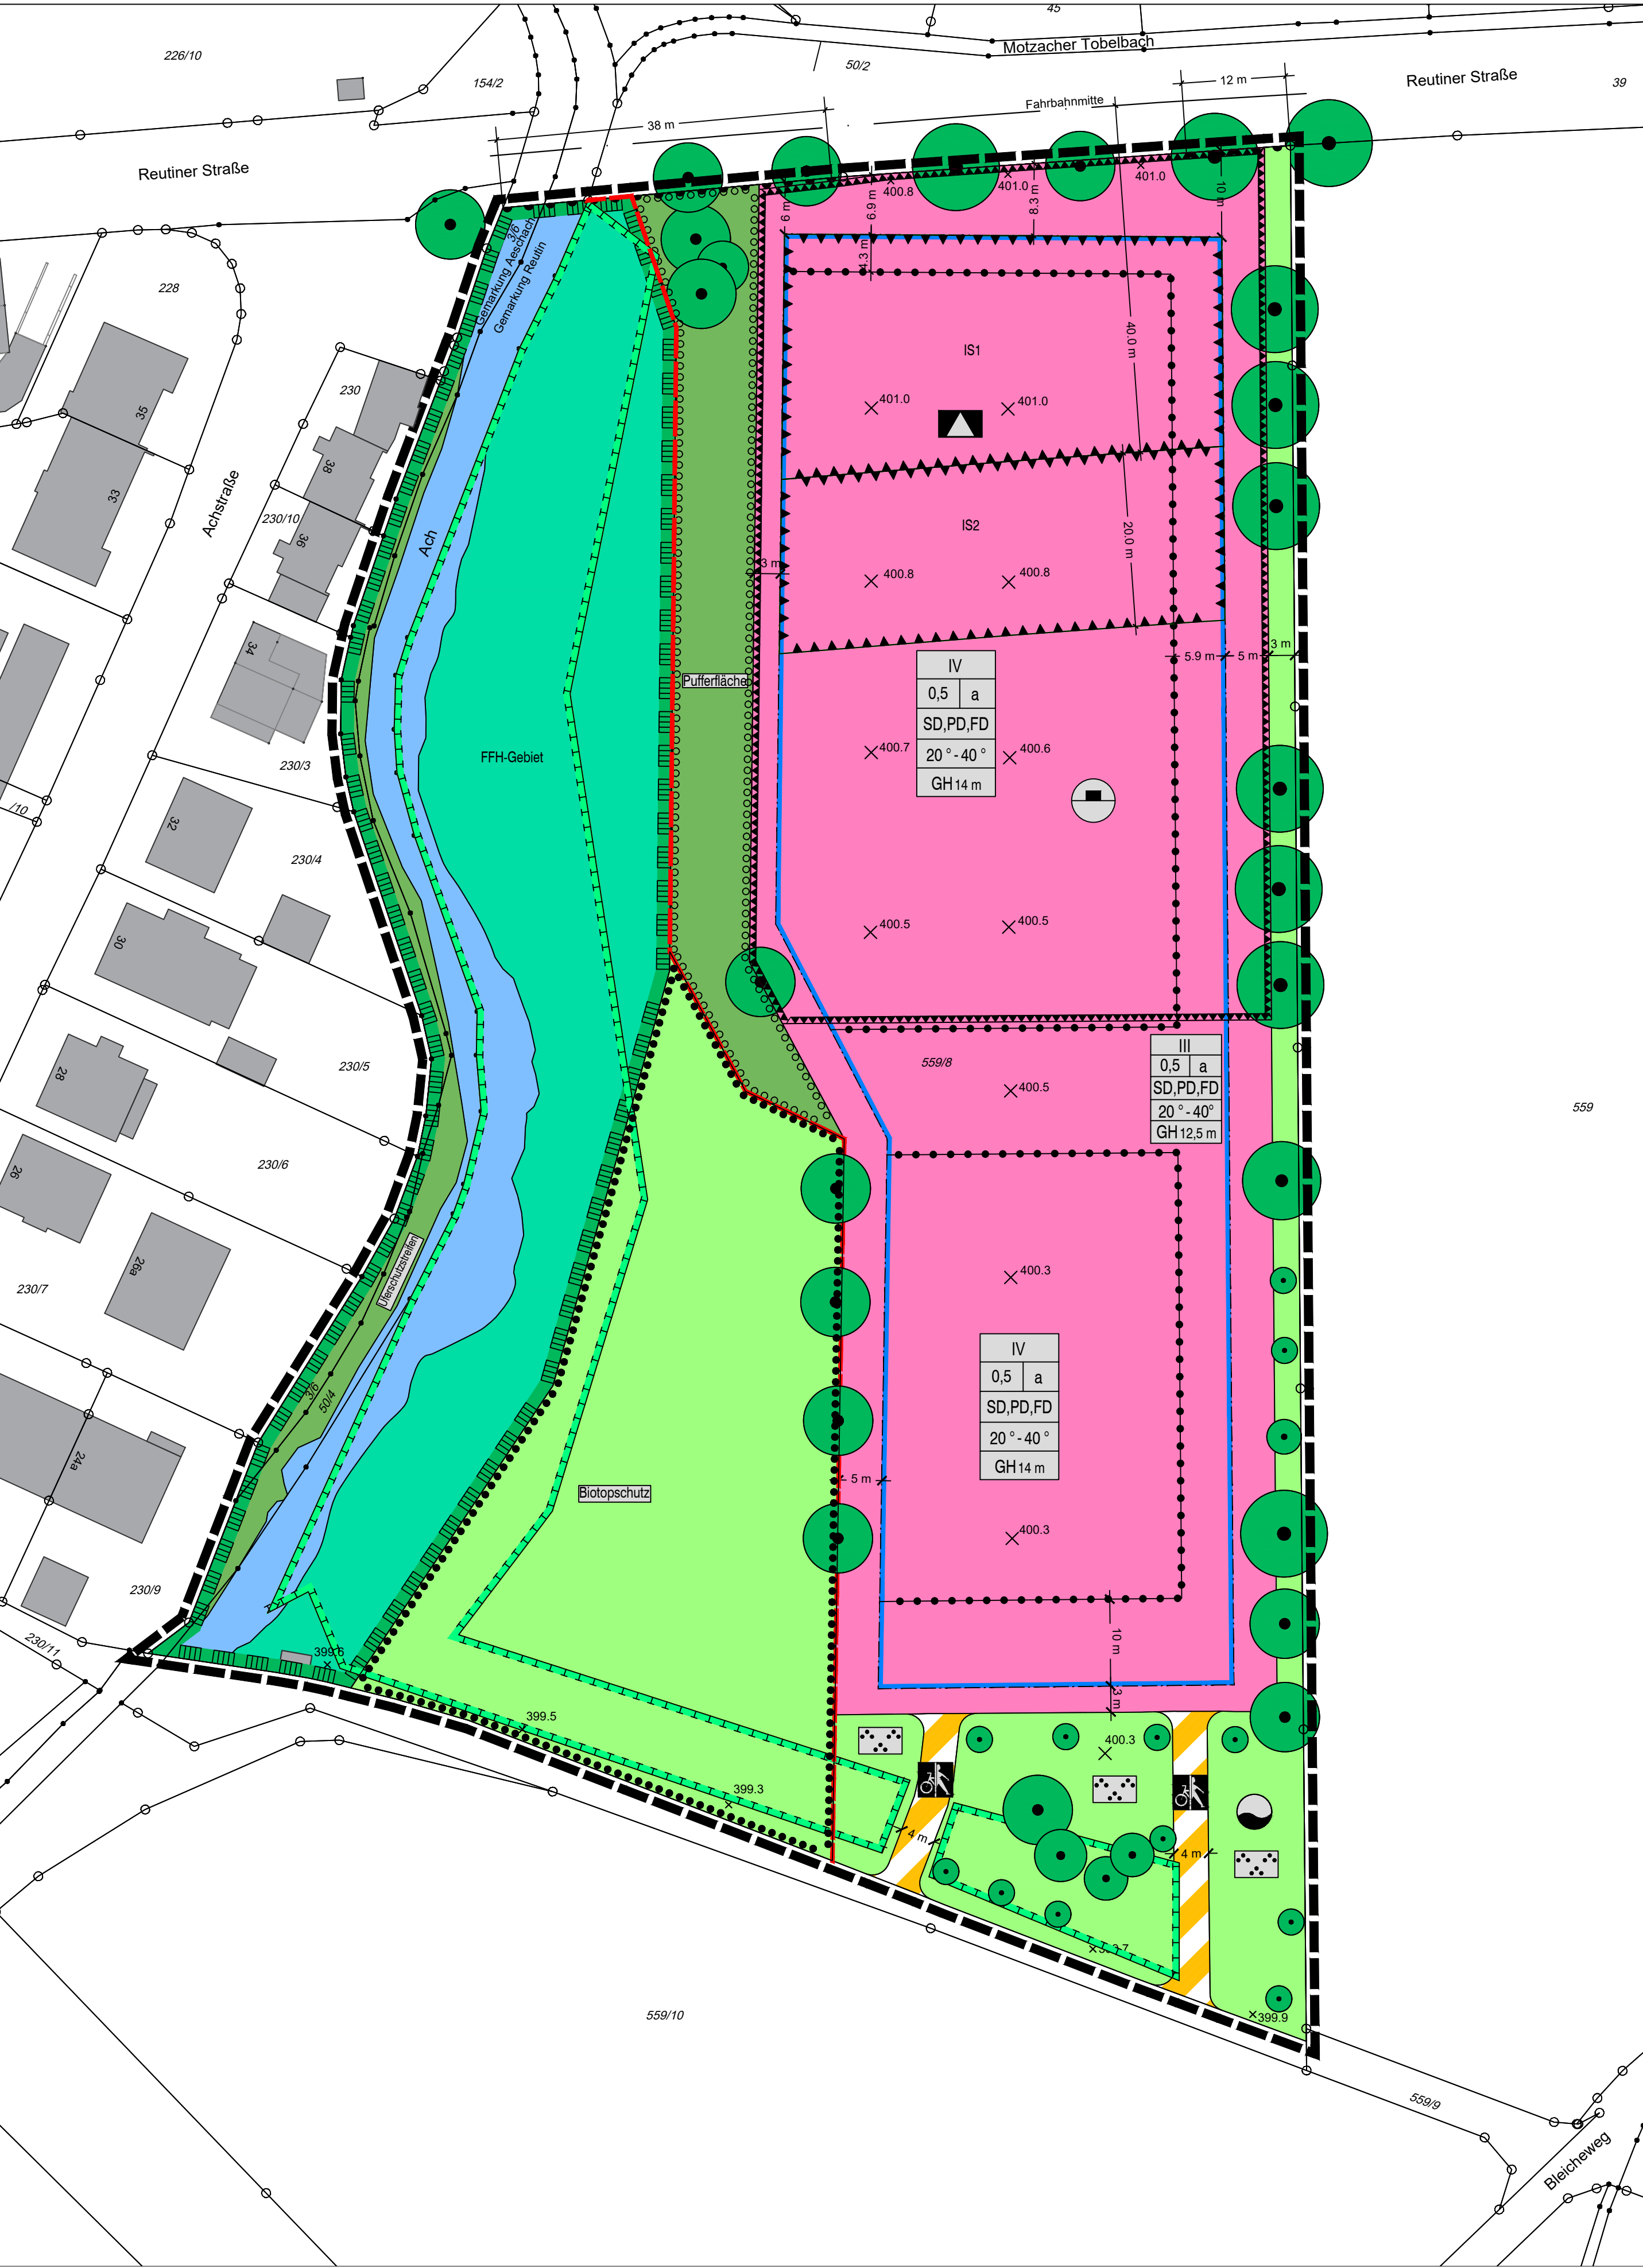 45
Motzacher Tobelbach
226/10
154/2
50/2
12 m
Reutiner Straße
39
Fahrbahnmitte
38 m
Reutiner Straße
400.8
401.0
401.0
6 m
6.9 m
8.3 m
10 m
4.3 m
3/6
Gemarkung Aeschach
Gemarkung Reutin
228
230
35
IS1
40.0 m
401.0
401.0
38
33
Achstraße
230/10
36
Ach
IS2
20.0 m
3 m
400.8
400.8
34
5.9 m
5 m
3 m
IV
0,5
a
SD,PD,FD
20 °- 40 °
GH 14 m
Pufferfläche
FFH-Gebiet
400.7
400.6
230/3
/10
32
230/4
30
400.5
400.5
28
230/5
559/8
400.5
III
0,5
a
SD,PD,FD
20 °- 40°
GH 12,5 m
559
26
230/6
26a
230/7
Uferschutzstreifen
400.3
IV
0,5
a
SD,PD,FD
20 °- 40 °
GH 14 m
3/6
50/4
24a
5 m
Biotopschutz
400.3
230/9
230/11
399.6
10 m
3 m
399.5
400.3
399.3
4 m
4 m
399.9
559/10
559/9
Bleicheweg